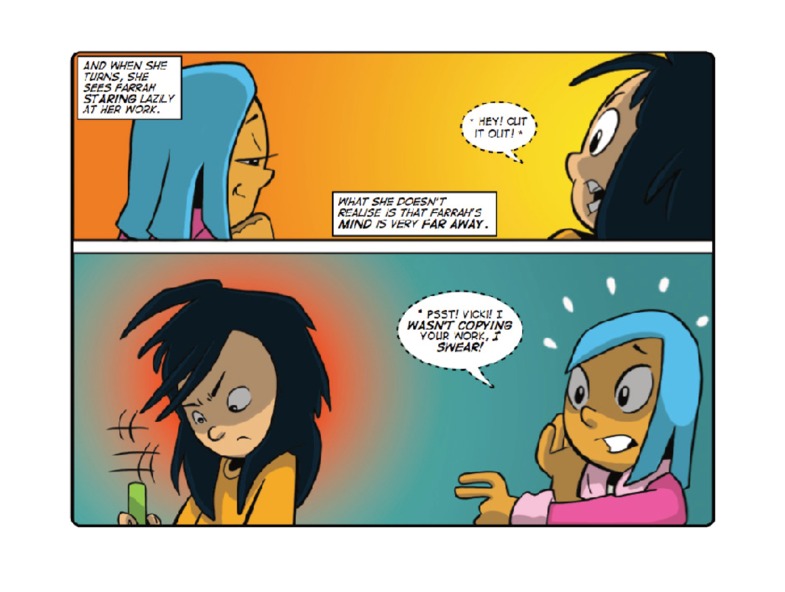 AND WHEN SHE
TURNS, SHE
SEES FARRAH
STARING LAZILY
AT HER WORK.
* HEY! CUT
IT OUT! *
WHAT SHE DOESN'T
REALISE IS THAT FARRAH'S
MIND IS VERY FAR AWAY.
* PSST! VICKI! I
WASN'T COPYING
YOUR WORK, I
SWEAR!